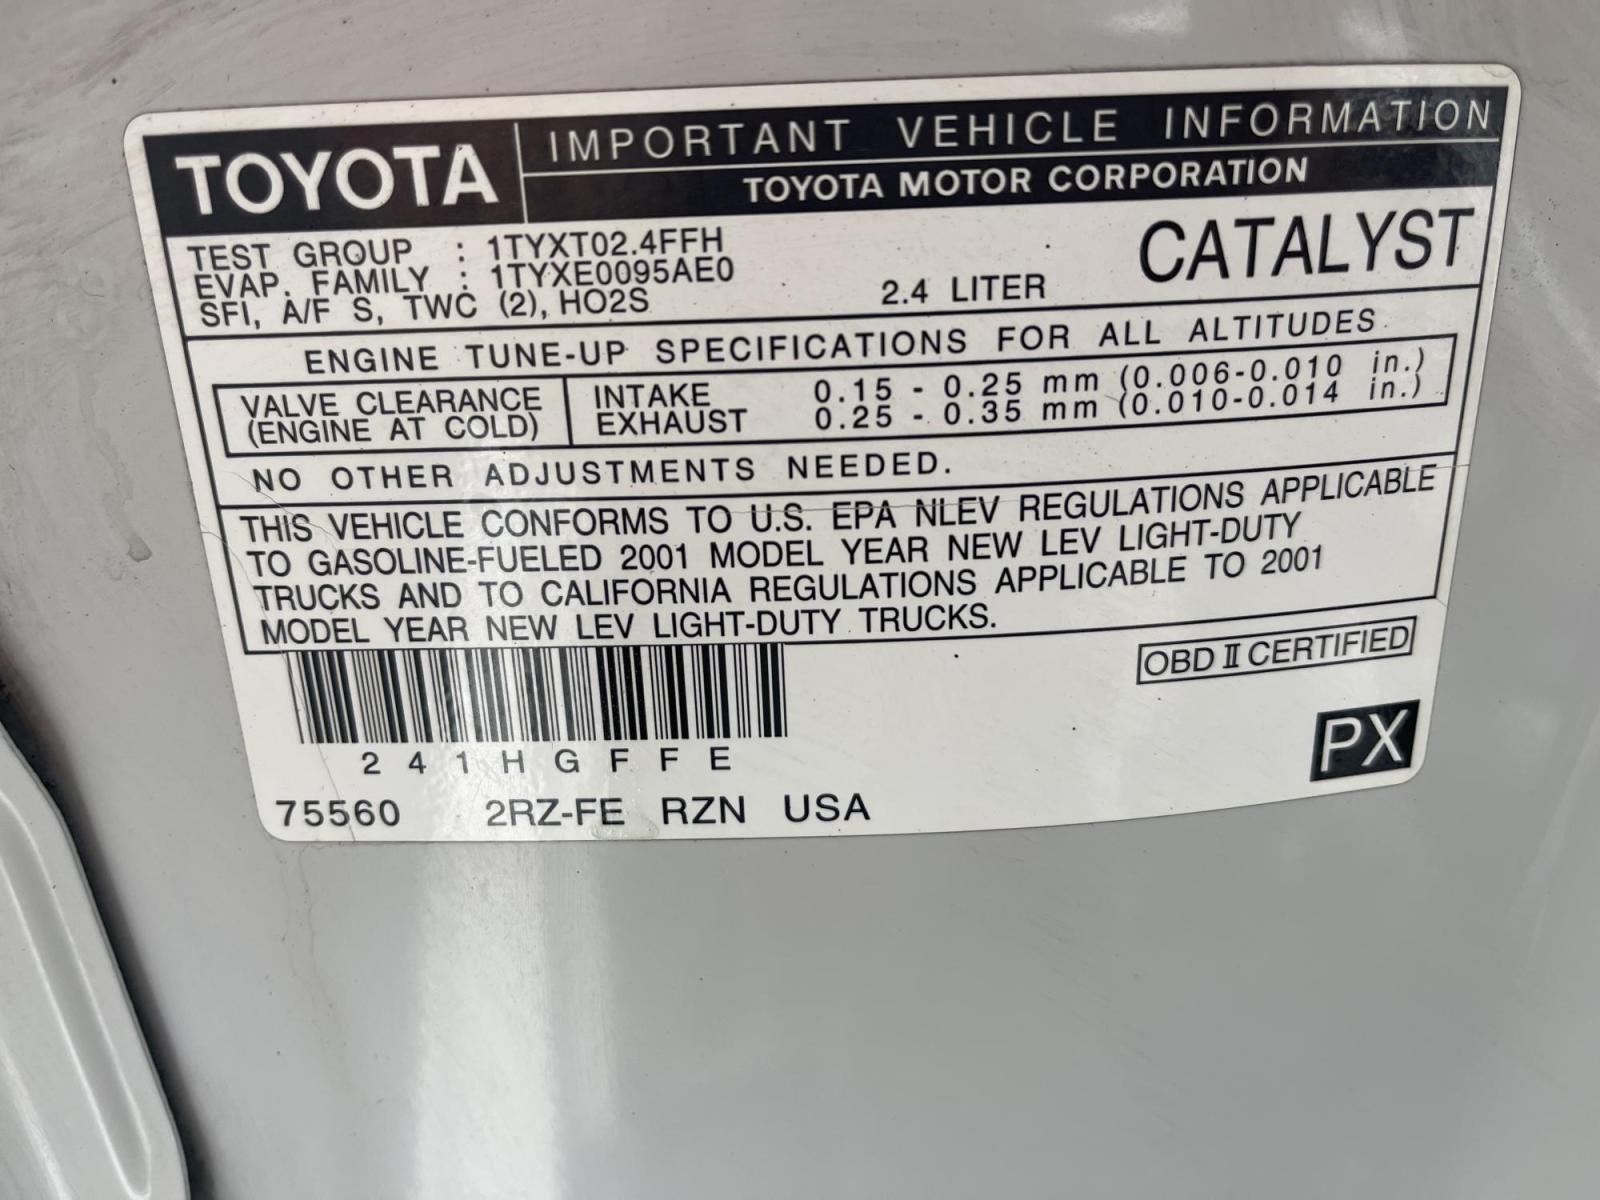 TOYOTA
IMPORTANT VEHICLE INFORMATION
TOYOTA MOTOR CORPORATION
TEST GROUP : 1TYXT02.4FFH
EVAP. FAMILY : 1TYXE0095AE0
SFI, A/F S, TWC (2), HO2S
2.4 LITER
CATALYST
ENGINE TUNE-UP SPECIFICATIONS FOR ALL ALTITUDES
VALVE CLEARANCE
(ENGINE AT COLD)
INTAKE 0.15 - 0.25 mm (0.006-0.010 in.)
EXHAUST 0.25 - 0.35 mm (0.010-0.014 in.)
NO OTHER ADJUSTMENTS NEEDED.
THIS VEHICLE CONFORMS TO U.S. EPA NLEV REGULATIONS APPLICABLE
TO GASOLINE-FUELED 2001 MODEL YEAR NEW LEV LIGHT-DUTY
TRUCKS AND TO CALIFORNIA REGULATIONS APPLICABLE TO 2001
MODEL YEAR NEW LEV LIGHT-DUTY TRUCKS.
OBD II CERTIFIED
241HGFFE
PX
75560 2RZ-FE RZN USA